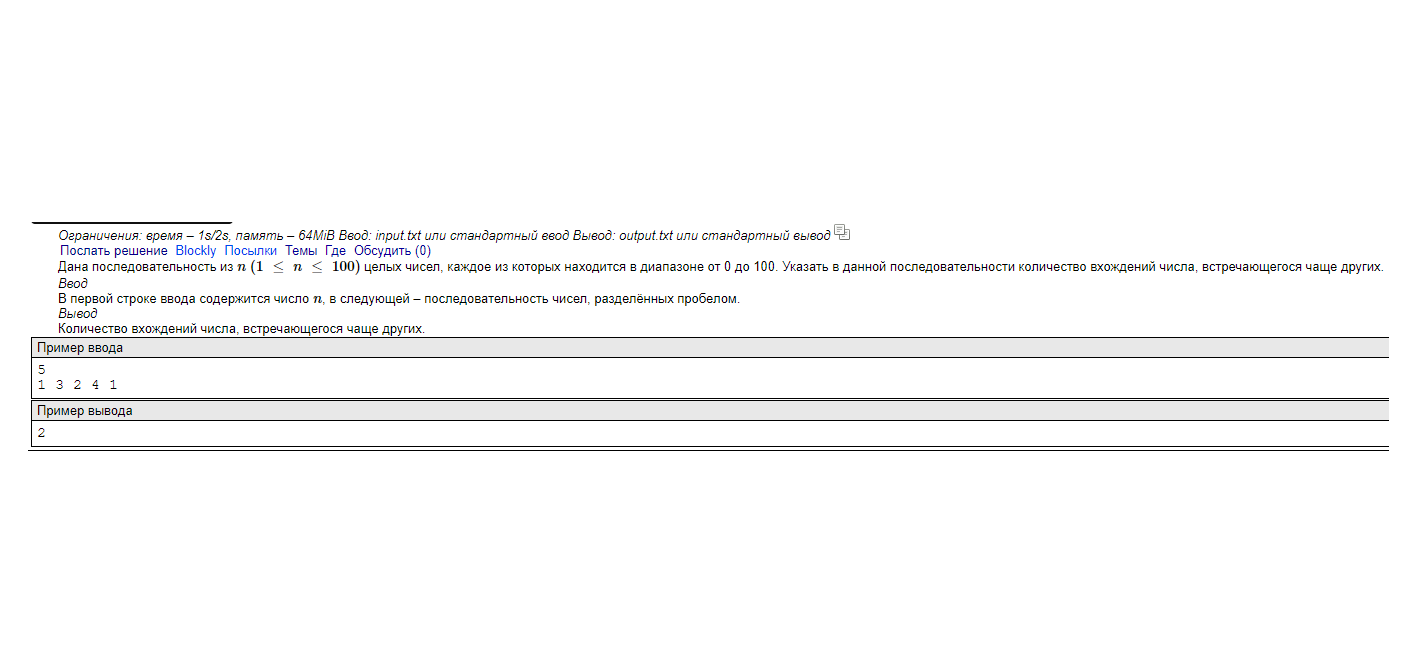 Ограничения: время – 1s/2s, память – 64MiB Ввод: input.txt или стандартный ввод Вывод: output.txt или стандартный вывод
Послать решение Blockly Посылки Темы Где Обсудить (0)
Дана последовательность из n (1 ≤ n ≤ 100) целых чисел, каждое из которых находится в диапазоне от 0 до 100. Указать в данной последовательности количество вхождений числа, встречающегося чаще других.
Ввод
В первой строке ввода содержится число n, в следующей – последовательность чисел, разделённых пробелом.
Вывод
Количество вхождений числа, встречающегося чаще других.
Пример ввода
5
1 3 2 4 1
Пример вывода
2